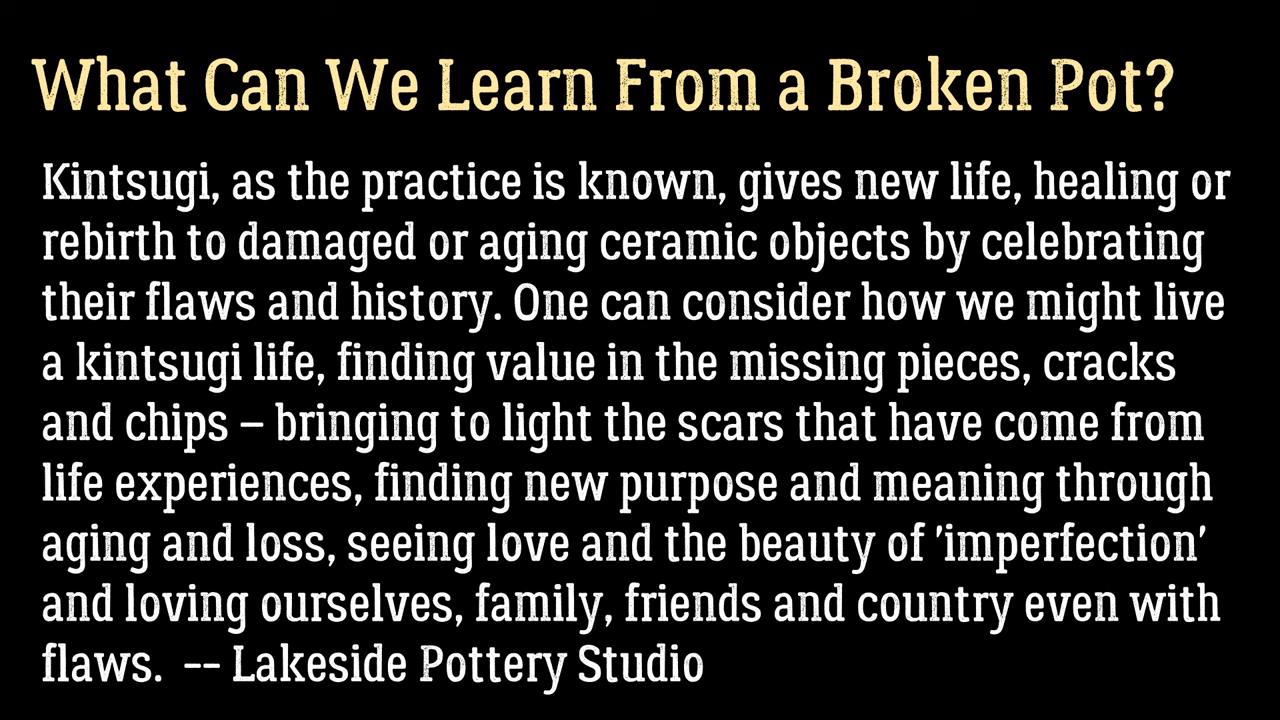 What Can We Learn From a Broken Pot?
Kintsugi, as the practice is known, gives new life, healing or
rebirth to damaged or aging ceramic objects by celebrating
their flaws and history. One can consider how we might live
a kintsugi life, finding value in the missing pieces, cracks
and chips – bringing to light the scars that have come from
life experiences, finding new purpose and meaning through
aging and loss, seeing love and the beauty of 'imperfection'
and loving ourselves, family, friends and country even with
flaws.  -- Lakeside Pottery Studio